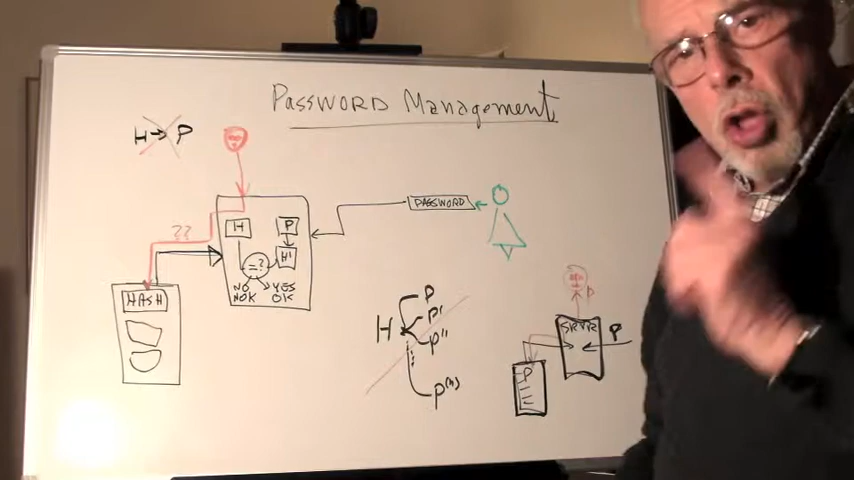 PASSWORD Management
H → P
PASSWORD
H
P
??
H'
=?
HASH
NO
NOK
YES
OK
P
H
P'
P''
P(n)
P
SRVR
P
P